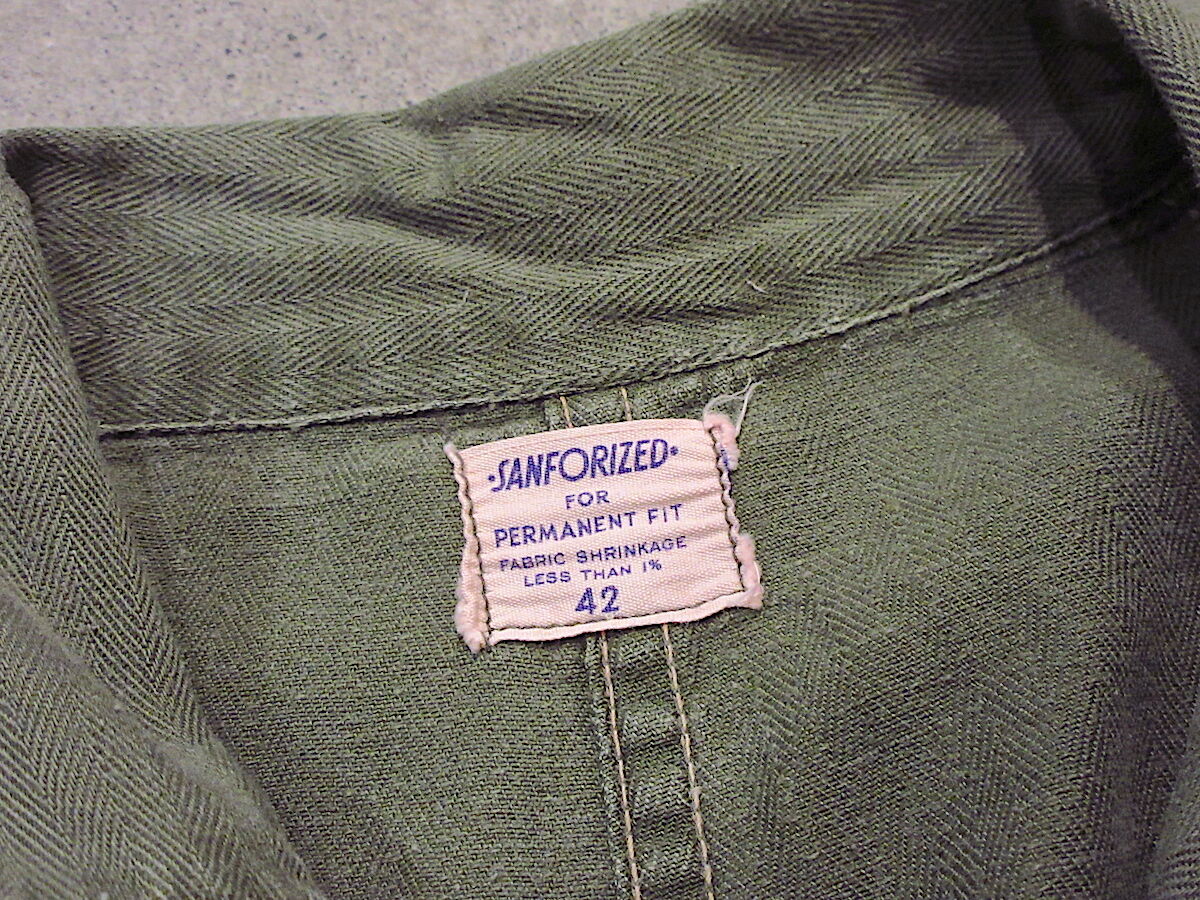 ·SANFORIZED·
FOR
PERMANENT FIT
FABRIC SHRINKAGE
LESS THAN 1%
42